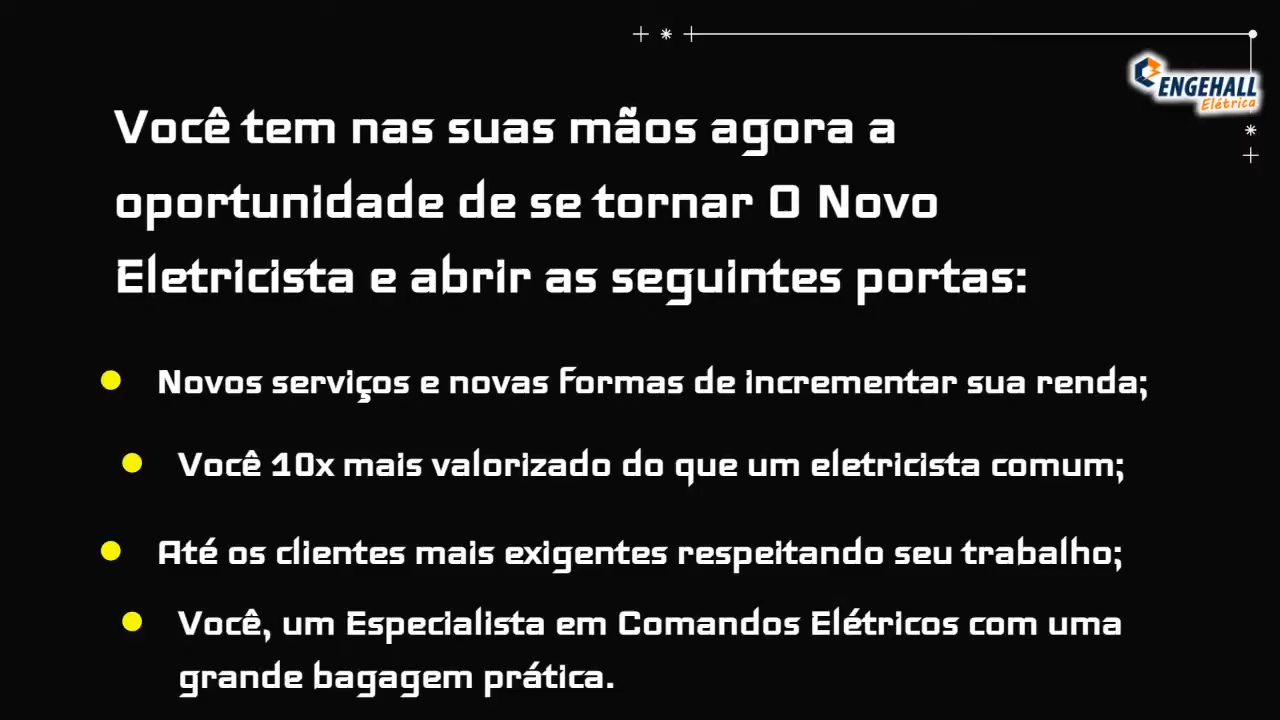 ENGEHALL
Elétrica
Você tem nas suas mãos agora a
oportunidade de se tornar O Novo
Eletricista e abrir as seguintes portas:
Novos serviços e novas formas de incrementar sua renda;
Você 10x mais valorizado do que um eletricista comum;
Até os clientes mais exigentes respeitando seu trabalho;
Você, um Especialista em Comandos Elétricos com uma
grande bagagem prática.